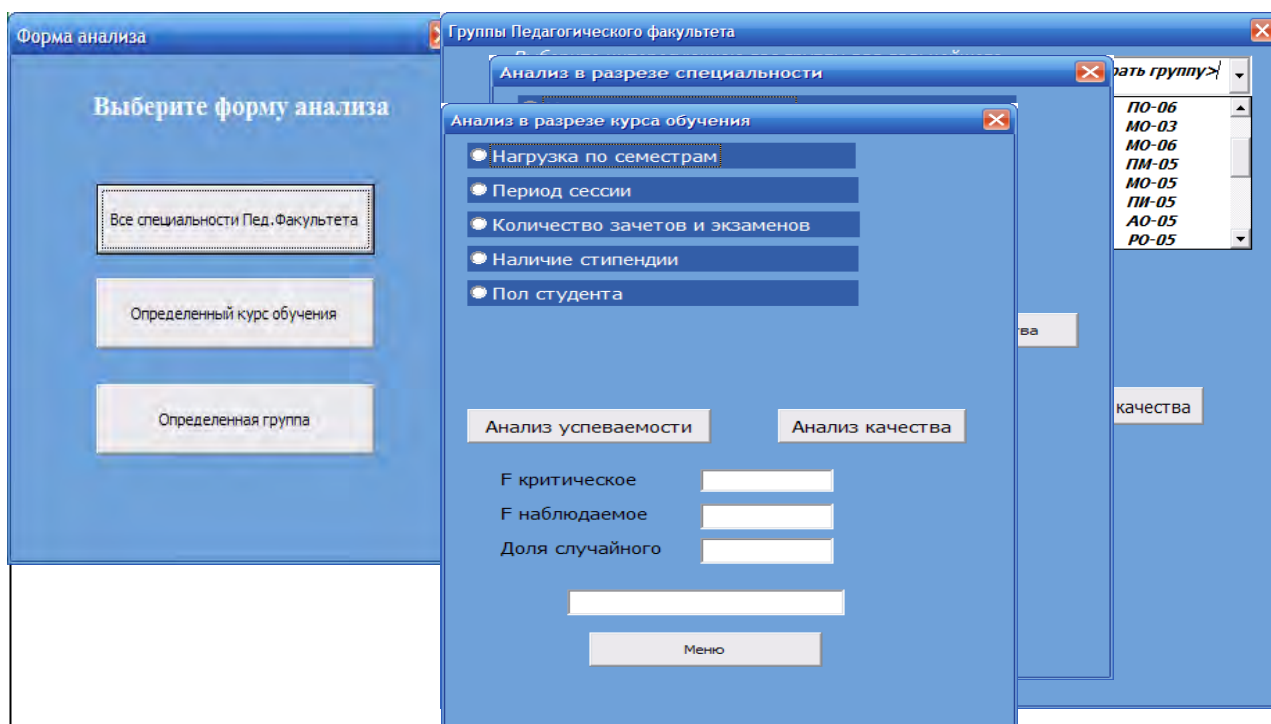 Форма анализа
Выберите форму анализа
Все специальности Пед.Факультета
Определенный курс обучения
Определенная группа
Группы Педагогического факультета
Анализ в разрезе специальности
рать группу>
ПО-06
МО-03
МО-06
ПМ-05
МО-05
ПИ-05
АО-05
РО-05
ва
качества
Анализ в разрезе курса обучения
Нагрузка по семестрам
Период сессии
Количество зачетов и экзаменов
Наличие стипендии
Пол студента
Анализ успеваемости
Анализ качества
F критическое
F наблюдаемое
Доля случайного
Меню